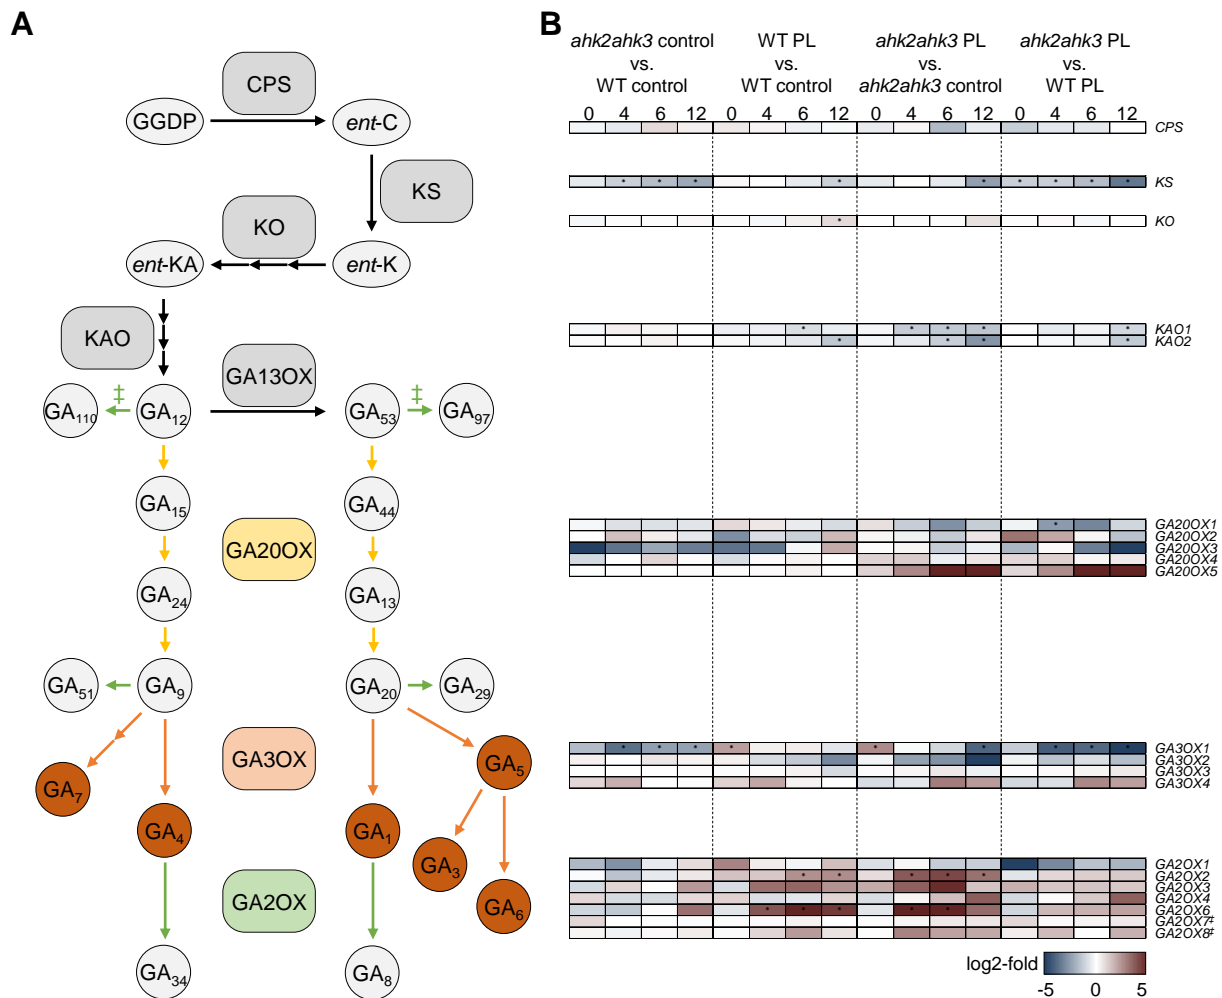 A
CPS
GGDP
ent-C
KS
KO
ent-KA
ent-K
KAO
GA13OX
‡
‡
GA110
GA12
GA53
GA97
GA15
GA44
GA20OX
GA24
GA13
GA51
GA9
GA20
GA29
GA3OX
GA5
GA7
GA4
GA1
GA3
GA2OX
GA6
GA34
GA8
B
ahk2ahk3 control
vs.
WT control
WT PL
vs.
WT control
ahk2ahk3 PL
vs.
ahk2ahk3 control
ahk2ahk3 PL
vs.
WT PL
0 4 6 12 0 4 6 12 0 4 6 12 0 4 6 12
CPS
* * * * * * * * * KS
* KO
* * * * * KAO1
* * * * KAO2
* GA20OX1
GA20OX2
GA20OX3
GA20OX4
GA20OX5
* * * * * * * * * GA3OX1
GA3OX2
GA3OX3
GA3OX4
GA2OX1
* * * * * GA2OX2
GA2OX3
GA2OX4
* * * * * GA2OX6
GA2OX7‡
GA2OX8‡
log2-fold
-5 0 5